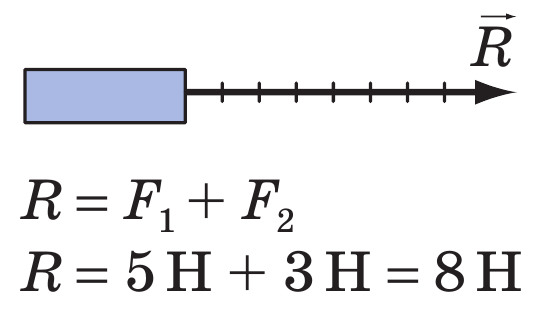 R⃗
R = F₁ + F₂
R = 5 Н + 3 Н = 8 Н